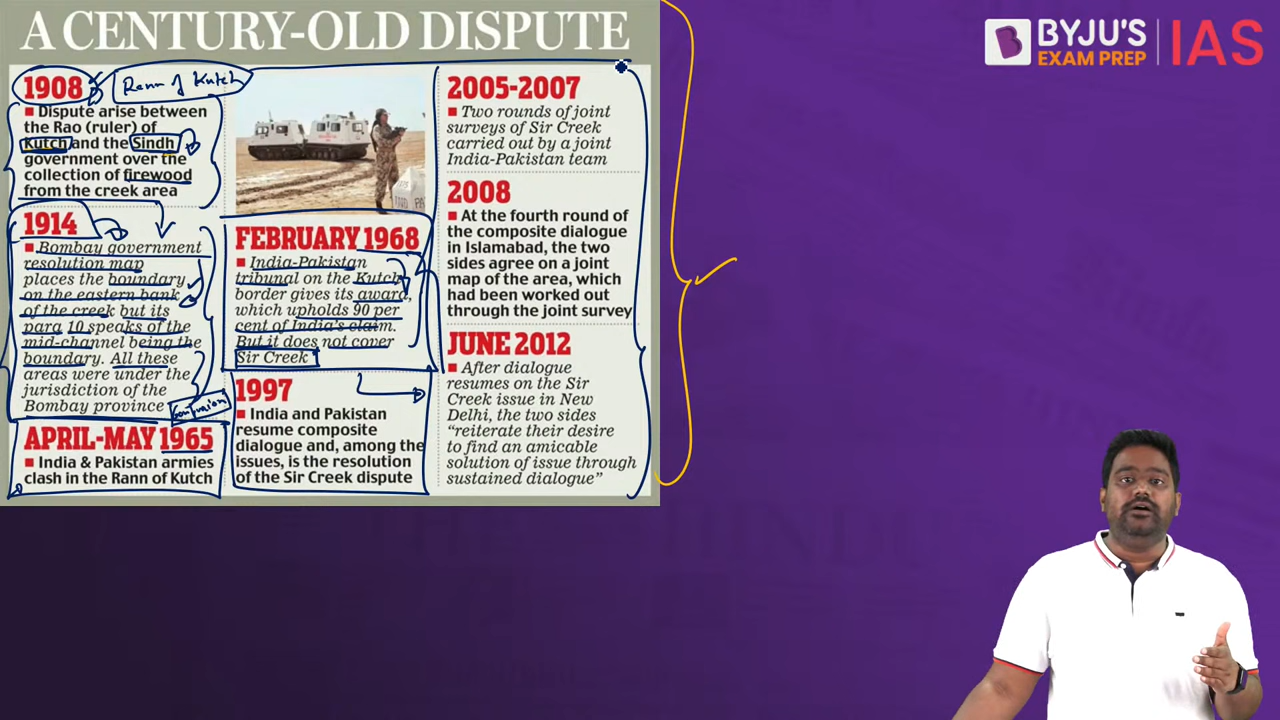 A CENTURY-OLD DISPUTE
1908
Rann of Kutch
Dispute arise between
the Rao (ruler) of
Kutch and the Sindh
government over the
collection of firewood
from the creek area
1914
Bombay government
resolution map
places the boundary
on the eastern bank
of the creek but its
para 10 speaks of the
mid-channel being the
boundary. All these
areas were under the
jurisdiction of the
Bombay province
APRIL-MAY 1965
India & Pakistan armies
clash in the Rann of Kutch
FEBRUARY 1968
India-Pakistan
tribunal on the Kutch
border gives its award,
which upholds 90 per
cent of India's claim.
But it does not cover
Sir Creek
1997
India and Pakistan
resume composite
dialogue and, among the
issues, is the resolution
of the Sir Creek dispute
2005-2007
Two rounds of joint
surveys of Sir Creek
carried out by a joint
India-Pakistan team
2008
At the fourth round of
the composite dialogue
in Islamabad, the two
sides agree on a joint
map of the area, which
had been worked out
through the joint survey
JUNE 2012
After dialogue
resumes on the Sir
Creek issue in New
Delhi, the two sides
“reiterate their desire
to find an amicable
solution of issue through
sustained dialogue”
BYJU'S
EXAM PREP
IAS